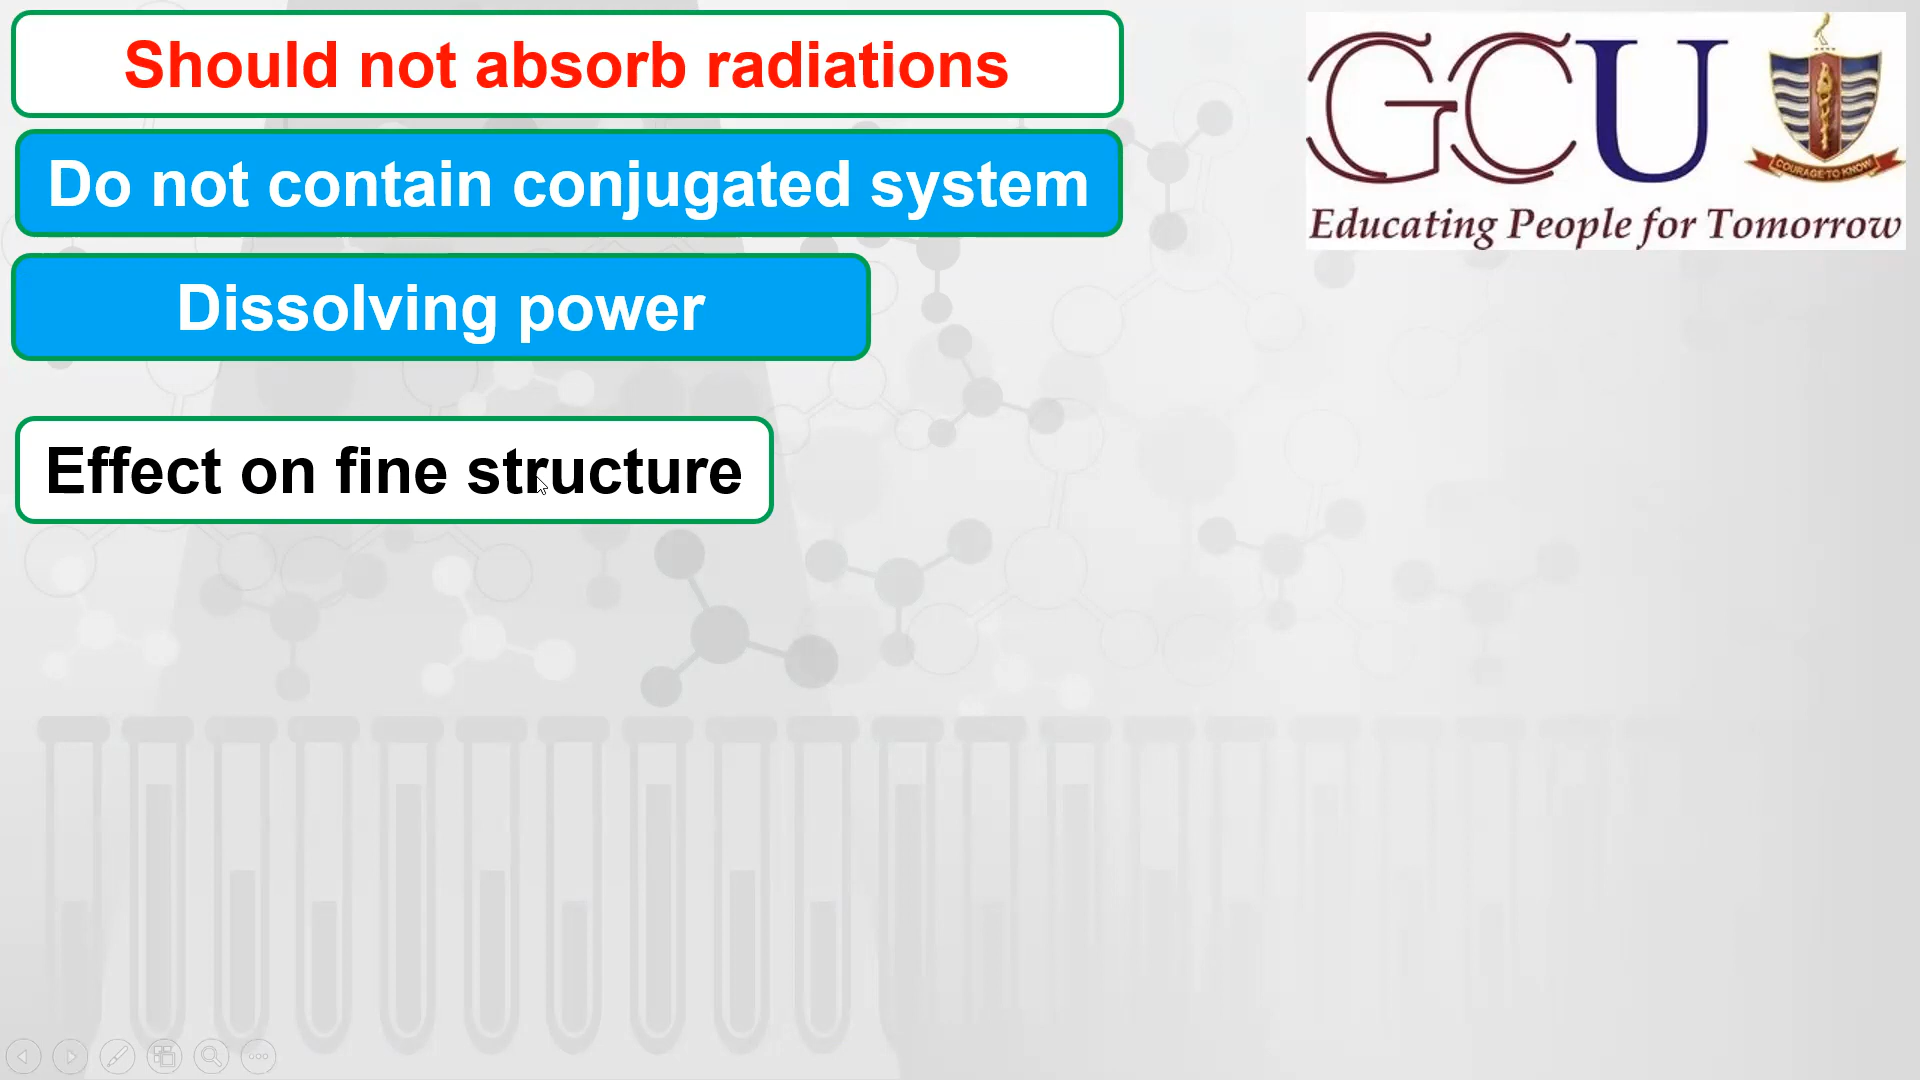 Should not absorb radiations
Do not contain conjugated system
Dissolving power
Effect on fine structure
GCU
COURAGE TO KNOW
Educating People for Tomorrow